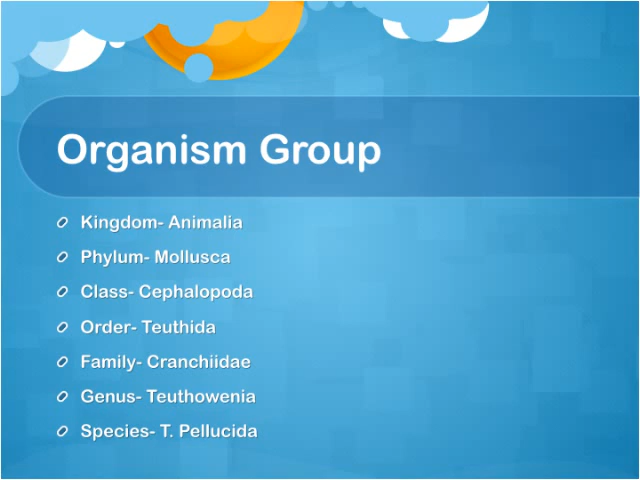 Organism Group
Kingdom- Animalia
Phylum- Mollusca
Class- Cephalopoda
Order- Teuthida
Family- Cranchiidae
Genus- Teuthowenia
Species- T. Pellucida